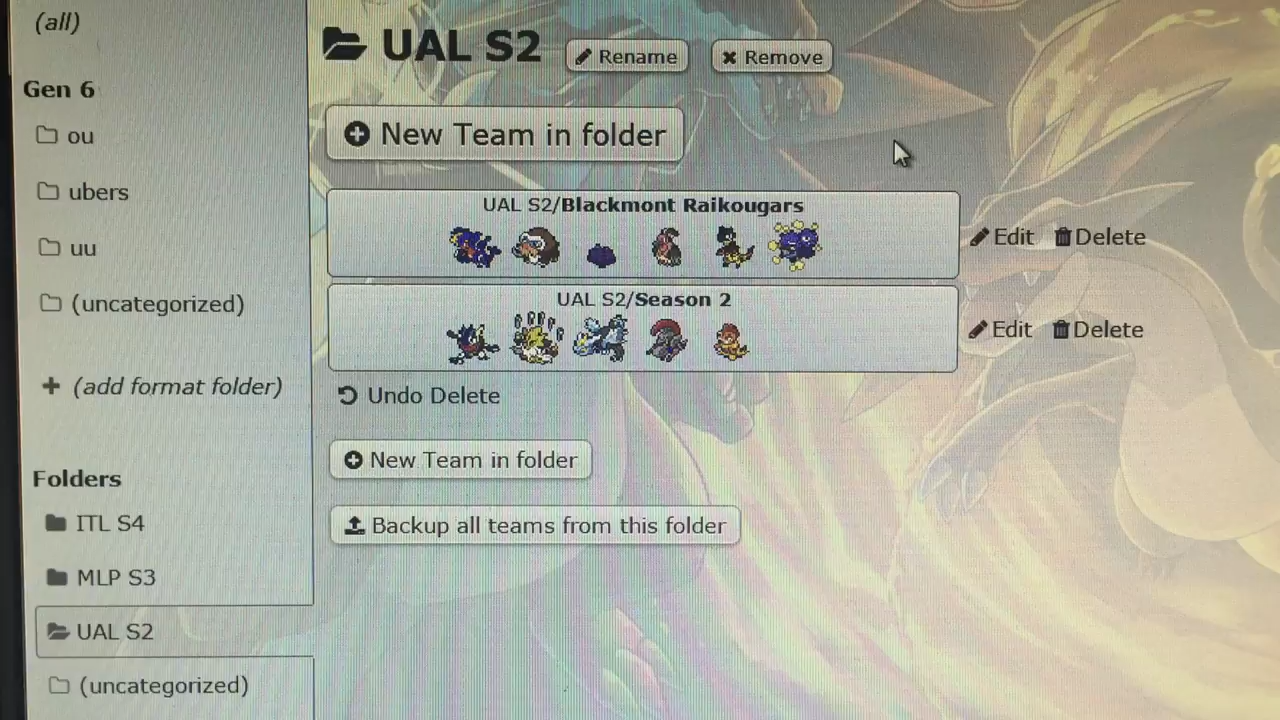 (all)
Gen 6
ou
ubers
uu
(uncategorized)
(add format folder)
Folders
ITL S4
MLP S3
UAL S2
(uncategorized)
UAL S2
Rename
Remove
New Team in folder
UAL S2/Blackmont Raikougars
Edit
Delete
UAL S2/Season 2
Edit
Delete
Undo Delete
New Team in folder
Backup all teams from this folder